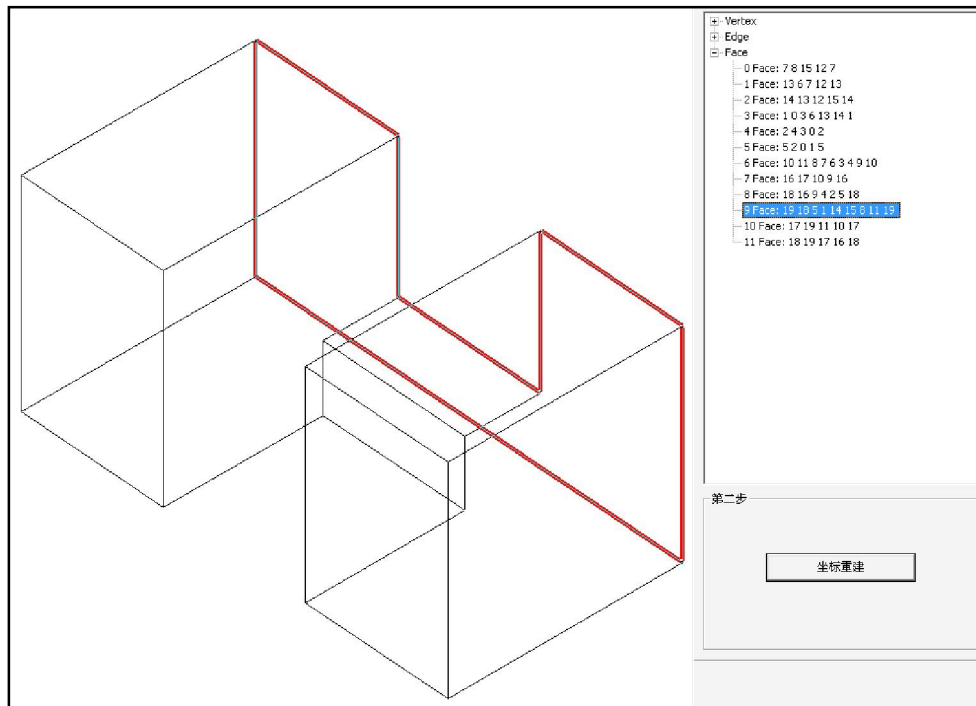 Vertex
Edge
Face
0 Face: 7 8 15 12 7
1 Face: 13 6 7 12 13
2 Face: 14 13 12 15 14
3 Face: 1 0 3 6 13 14 1
4 Face: 2 4 3 0 2
5 Face: 5 2 0 1 5
6 Face: 10 11 8 7 6 3 4 9 10
7 Face: 16 17 10 9 16
8 Face: 18 16 9 4 2 5 18
9 Face: 19 18 5 1 14 15 8 11 19
10 Face: 17 19 11 10 17
11 Face: 18 19 17 16 18
第二步
坐标重建